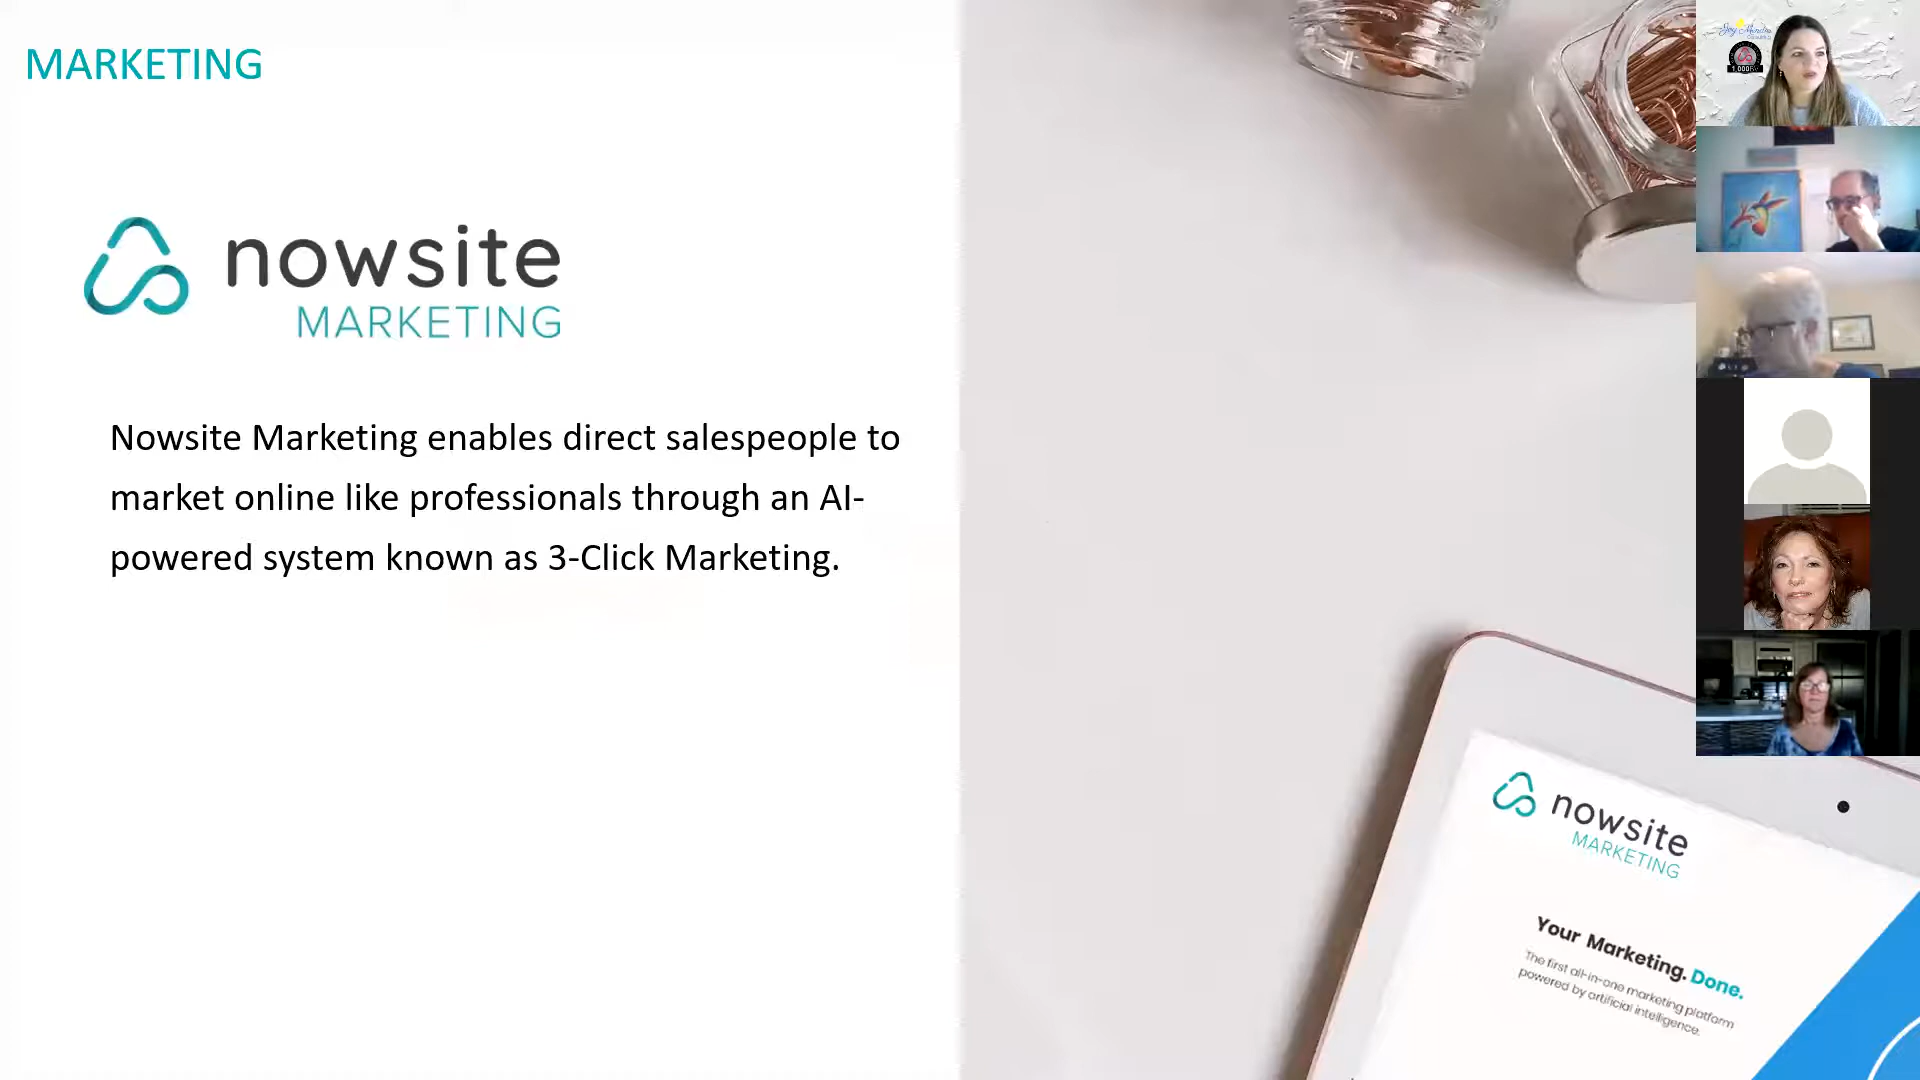 MARKETING
nowsite
MARKETING
Nowsite Marketing enables direct salespeople to
market online like professionals through an AI-
powered system known as 3-Click Marketing.
nowsite
MARKETING
Your Marketing. Done.
The first all-in-one marketing platform
powered by artificial intelligence.